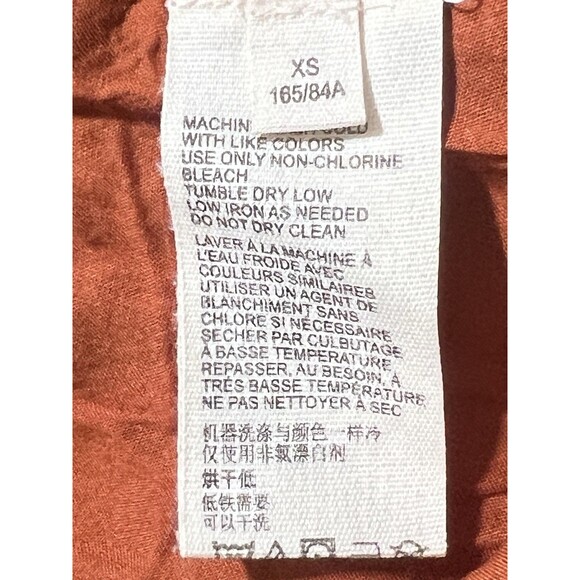 XS
165/84A
MACHIN COLD
WITH LIKE COLORS
USE ONLY NON-CHLORINE
BLEACH
TUMBLE DRY LOW
LOW IRON AS NEEDED
DO NOT DRY CLEAN
LAVER À LA MACHINE À
L'EAU FROIDE AVEC
COULEURS SIMILAIRES
UTILISER UN AGENT DE
BLANCHIMENT SANS
CHLORE SI NÉCESSAIRE
SECHER PAR CULBUTAGE
À BASSE TEMPERATURE
REPASSER, AU BESOIN, À
TRÈS BASSE TEMPÉRATURE
NE PAS NETTOYER À SEC
机器洗涤与颜色一样冷
仅使用非氯漂白剂
烘干低
低铁需要
可以干洗